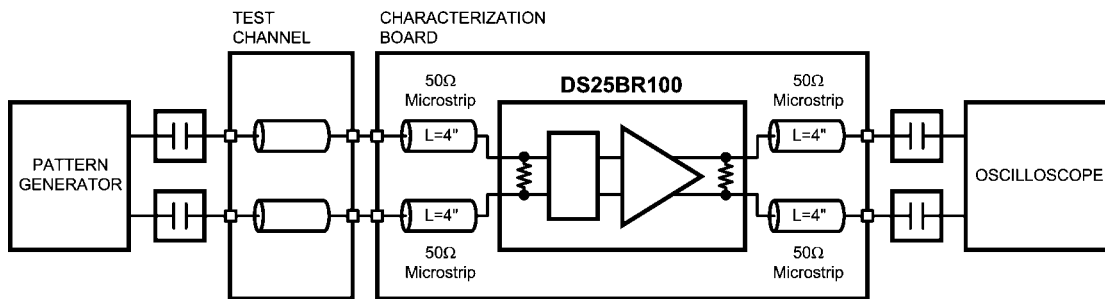 TEST
CHANNEL
CHARACTERIZATION
BOARD
50Ω
Microstrip
DS25BR100
50Ω
Microstrip
L=4"
L=4"
PATTERN
GENERATOR
OSCILLOSCOPE
L=4"
L=4"
50Ω
Microstrip
50Ω
Microstrip